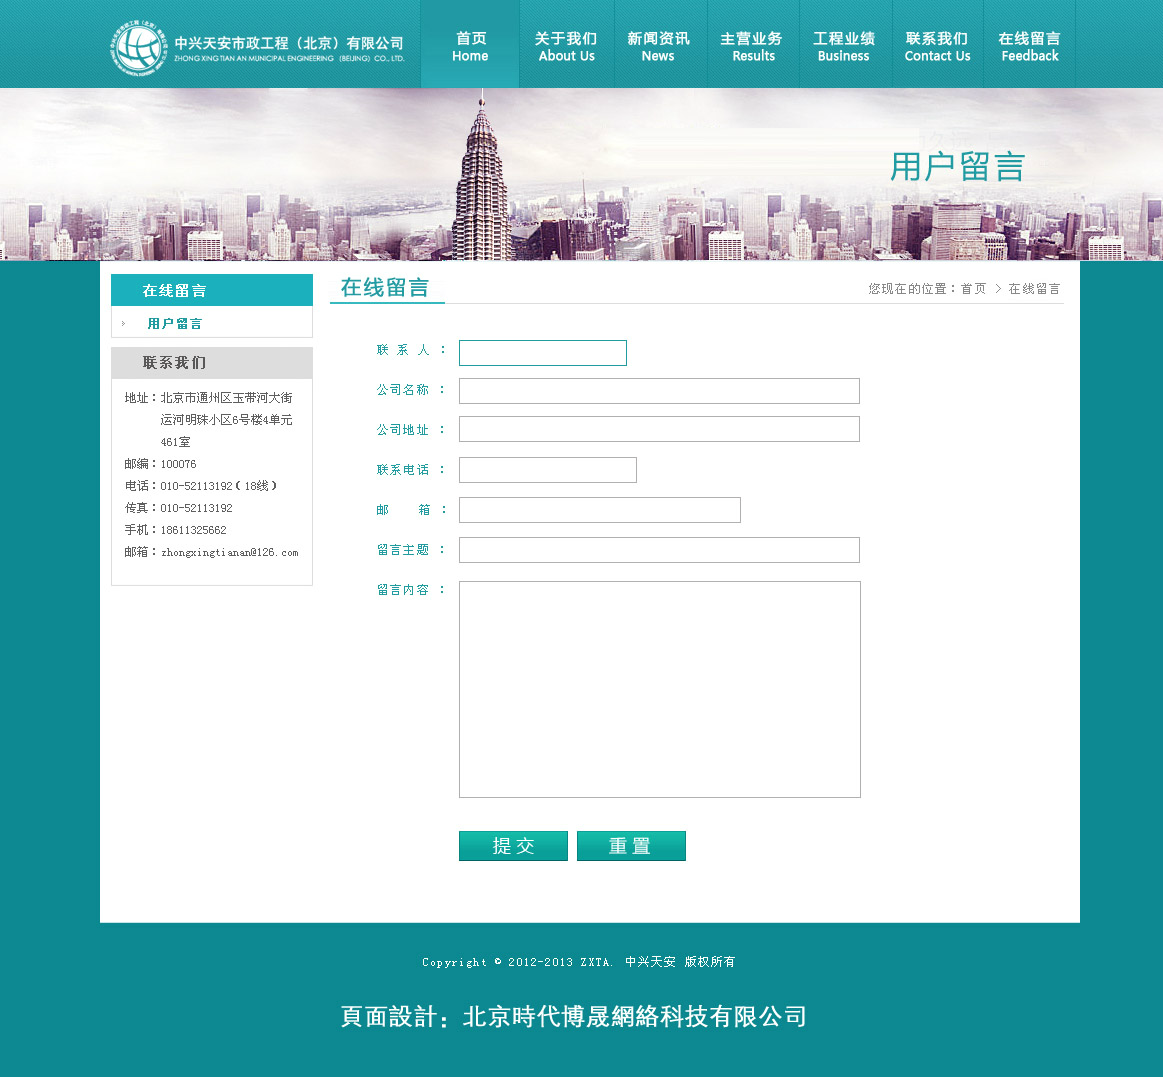 中兴天安市政工程（北京）有限公司
ZHONG XING TIAN AN MUNICIPAL ENGINEERING (BEIJING) CO., LTD.
首页 关于我们 新闻资讯 主营业务 工程业绩 联系我们 在线留言
Home About Us News Results Business Contact Us Feedback
用户留言
在线留言
用户留言
联系我们
地址：北京市通州区玉带河大街
运河明珠小区6号楼4单元
461室
邮编：100076
电话：010-52113192（18线）
传真：010-52113192
手机：18611325662
邮箱：zhongxingtianan@126.com
在线留言
您现在的位置：首页 > 在线留言
联 系 人 ：
公司名称 ：
公司地址 ：
联系电话 ：
邮 箱 ：
留言主题 ：
留言内容 ：
提交 重置
Copyright © 2012-2013 ZXTA. 中兴天安 版权所有
頁面設計：北京時代博晟網絡科技有限公司